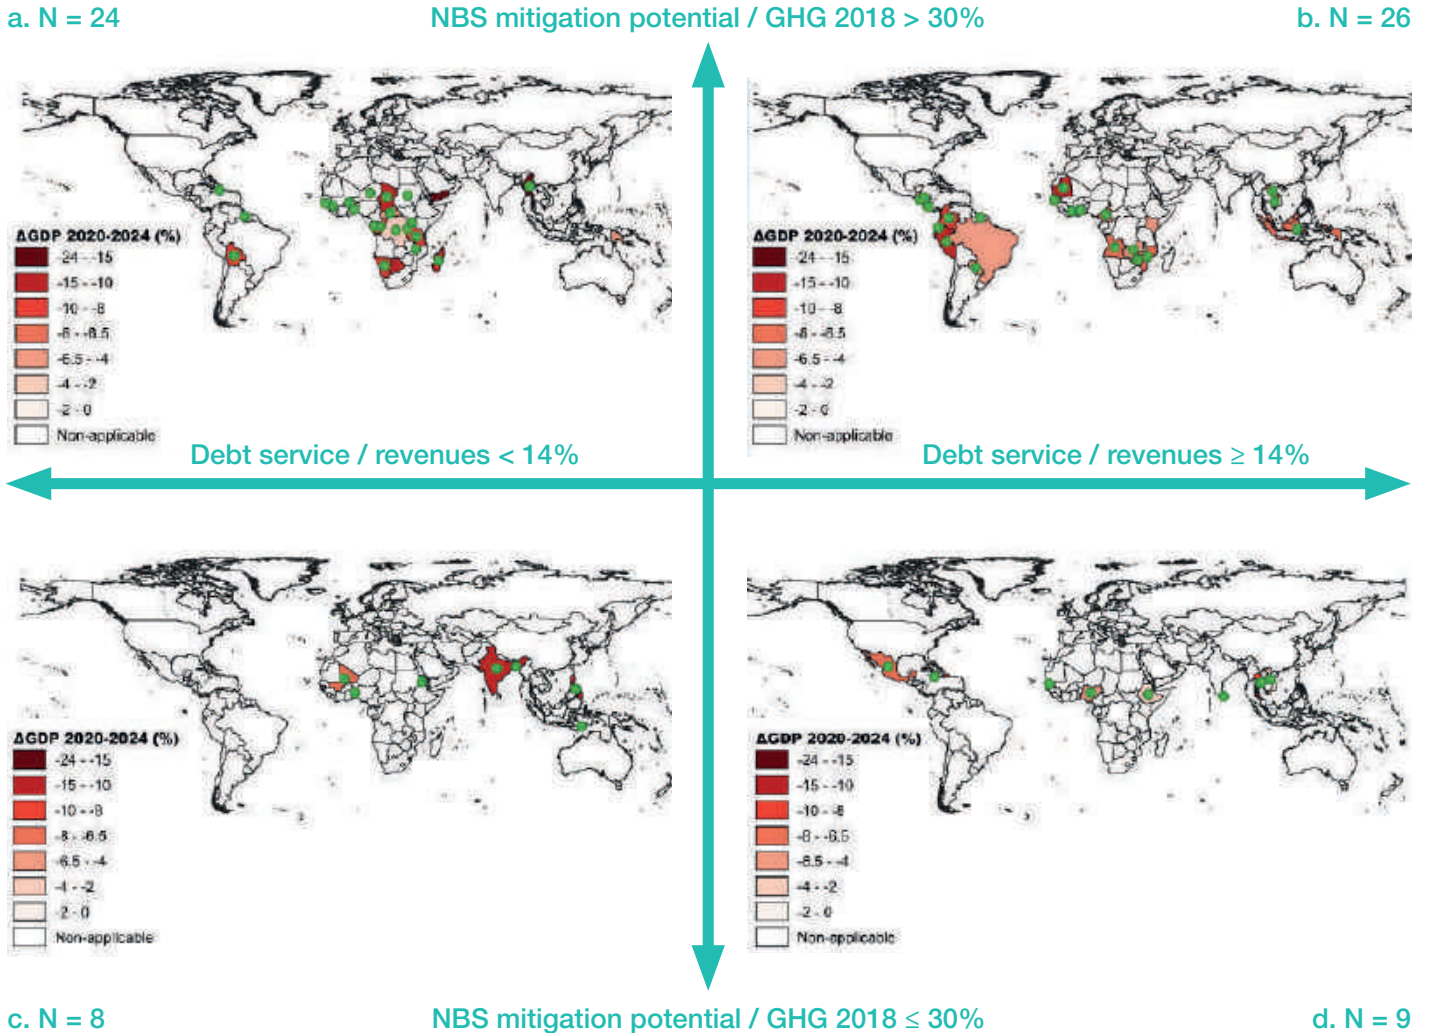 a. N = 24
NBS mitigation potential / GHG 2018 > 30%
b. N = 26
ΔGDP 2020-2024 (%)
-24 - -15
-15 - -10
-10 - -8
-8 - -6.5
-6.5 - -4
-4 - -2
-2 - 0
Non-applicable
ΔGDP 2020-2024 (%)
-24 - -15
-15 - -10
-10 - -8
-8 - -6.5
-6.5 - -4
-4 - -2
-2 - 0
Non-applicable
Debt service / revenues < 14%
Debt service / revenues ≥ 14%
ΔGDP 2020-2024 (%)
-24 - -15
-15 - -10
-10 - -8
-8 - -6.5
-6.5 - -4
-4 - -2
-2 - 0
Non-applicable
ΔGDP 2020-2024 (%)
-24 - -15
-15 - -10
-10 - -8
-8 - -6.5
-6.5 - -4
-4 - -2
-2 - 0
Non-applicable
c. N = 8
NBS mitigation potential / GHG 2018 ≤ 30%
d. N = 9